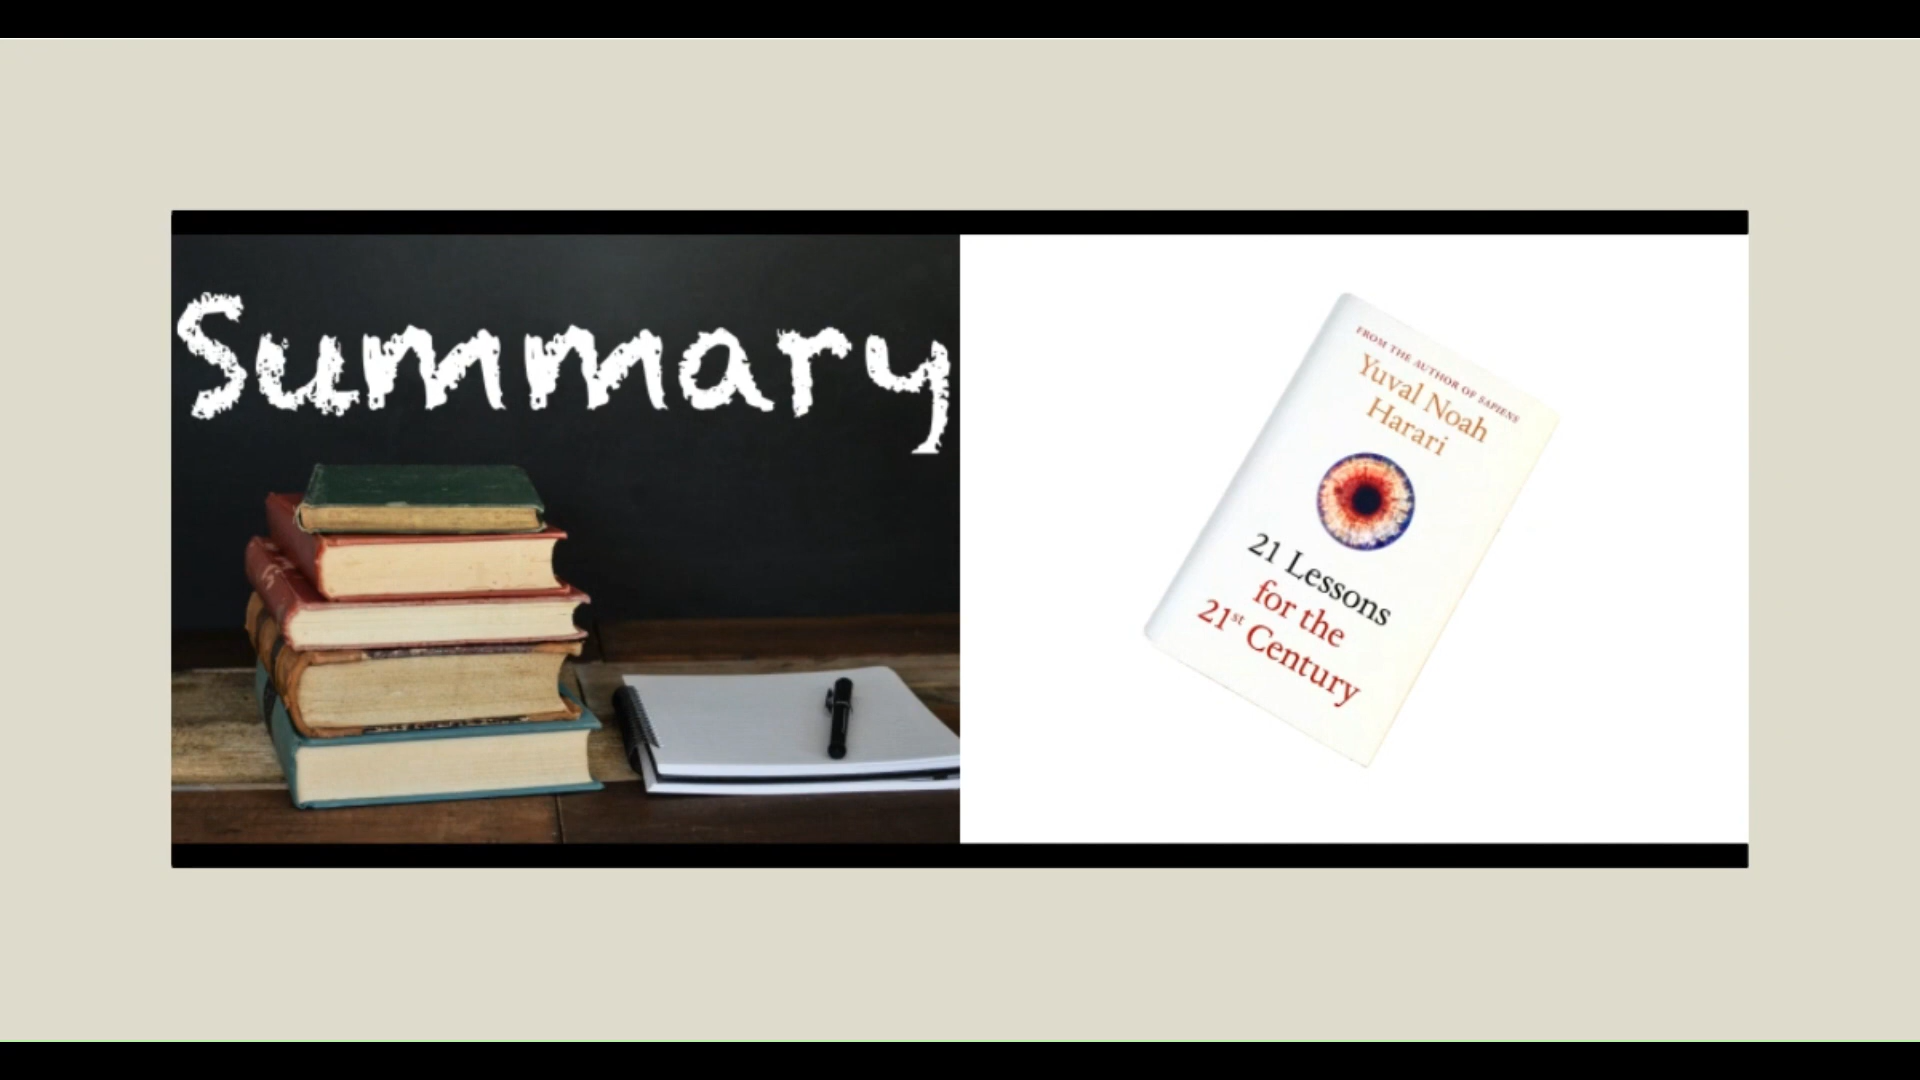 Summary
FROM THE AUTHOR OF SAPIENS
Yuval Noah
Harari
21 Lessons
for the
21st Century